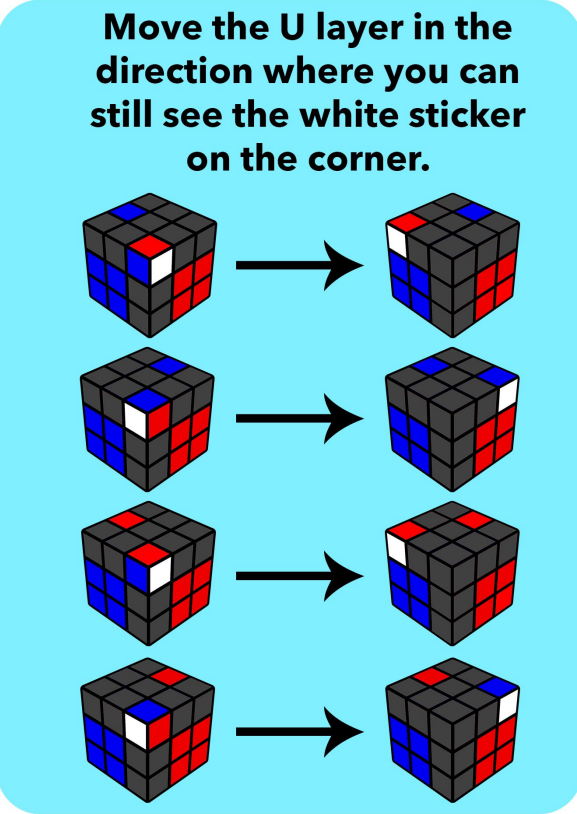 Move the U layer in the
direction where you can
still see the white sticker
on the corner.